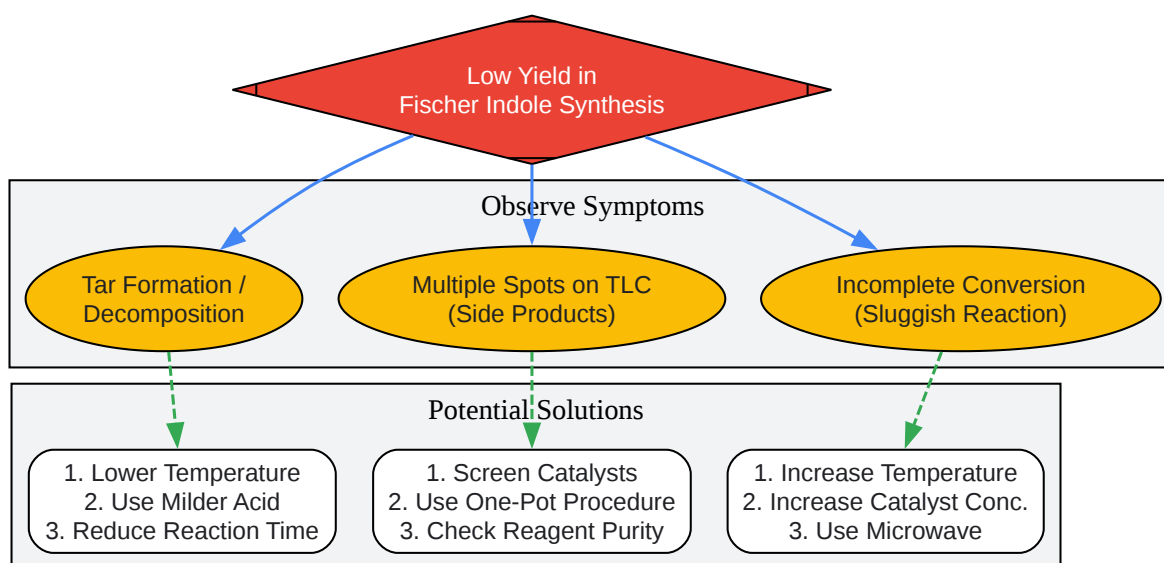 Low Yield in
Fischer Indole Synthesis
Observe Symptoms
Tar Formation /
Decomposition
Multiple Spots on TLC
(Side Products)
Incomplete Conversion
(Sluggish Reaction)
Potential Solutions
1. Lower Temperature
2. Use Milder Acid
3. Reduce Reaction Time
1. Screen Catalysts
2. Use One-Pot Procedure
3. Check Reagent Purity
1. Increase Temperature
2. Increase Catalyst Conc.
3. Use Microwave